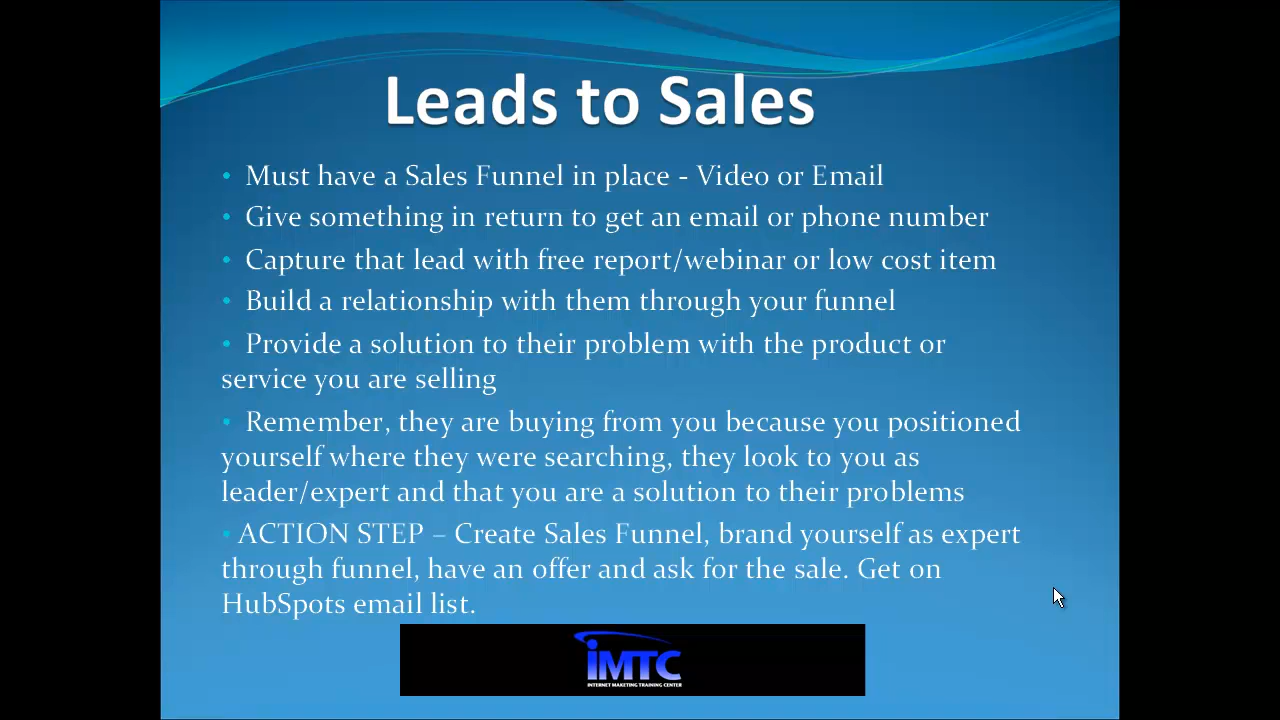 Leads to Sales
• Must have a Sales Funnel in place - Video or Email
• Give something in return to get an email or phone number
• Capture that lead with free report/webinar or low cost item
• Build a relationship with them through your funnel
• Provide a solution to their problem with the product or
service you are selling
• Remember, they are buying from you because you positioned
yourself where they were searching, they look to you as
leader/expert and that you are a solution to their problems
• ACTION STEP – Create Sales Funnel, brand yourself as expert
through funnel, have an offer and ask for the sale. Get on
HubSpots email list.
iMTC
INTERNET MARKETING TRAINING CENTER